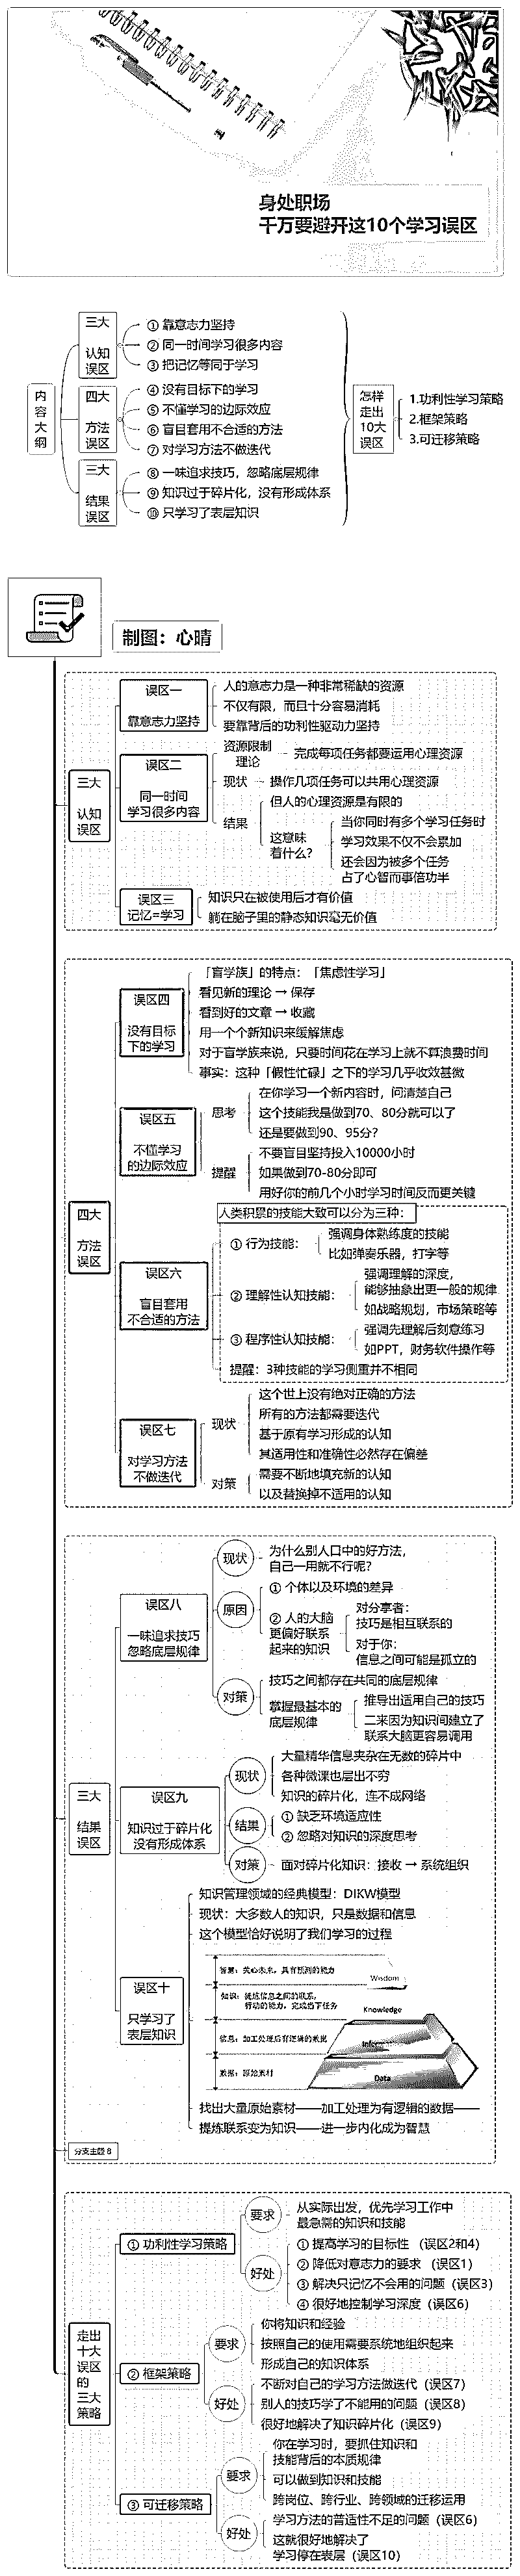 身处职场
千万要避开这10个学习误区
内容大纲
三大
认知
误区
① 靠意志力坚持
② 同一时间学习很多内容
③ 把记忆等同于学习
四大
方法
误区
④ 没有目标下的学习
⑤ 不懂学习的边际效应
⑥ 盲目套用不合适的方法
⑦ 对学习方法不做迭代
三大
结果
误区
⑧ 一味追求技巧，忽略底层规律
⑨ 知识过于碎片化，没有形成体系
⑩ 只学习了表层知识
怎样
走出
10大
误区
1.功利性学习策略
2.框架策略
3.可迁移策略
制图：心晴
三大
认知
误区
误区一
靠意志力坚持
人的意志力是一种非常稀缺的资源
不仅有限，而且十分容易消耗
要靠背后的功利性驱动力坚持
误区二
同一时间
学习很多内容
资源限制
理论
完成每项任务都要运用心理资源
现状
操作几项任务可以共用心理资源
结果
但人的心理资源是有限的
这意味
着什么？
当你同时有多个学习任务时
学习效果不仅不会累加
还会因为被多个任务
占了心智而事倍功半
误区三
记忆=学习
知识只在被使用后才有价值
躺在脑子里的静态知识毫无价值
四大
方法
误区
误区四
没有目标
下的学习
「盲学族」的特点：「焦虑性学习」
看见新的理论 → 保存
看到好的文章 → 收藏
用一个个新知识来缓解焦虑
对于盲学族来说，只要时间花在学习上就不算浪费时间
事实：这种「假性忙碌」之下的学习几乎收效甚微
误区五
不懂学习
的边际效应
思考
在你学习一个新内容时，问清楚自己
这个技能我是做到70、80分就可以了
还是要做到90、95分？
提醒
不要盲目坚持投入10000小时
如果做到70-80分即可
用好你的前几个小时学习时间反而更关键
误区六
盲目套用
不合适的方法
人类积累的技能大致可以分为三种：
① 行为技能：
强调身体熟练度的技能
比如弹奏乐器，打字等
② 理解性认知技能：
强调理解的深度，
能够抽象出更一般的规律
如战略规划，市场策略等
③ 程序性认知技能：
强调先理解后刻意练习
如PPT，财务软件操作等
提醒：3种技能的学习侧重并不相同
误区七
对学习方法
不做迭代
现状
这个世上没有绝对正确的方法
所有的方法都需要迭代
基于原有学习形成的认知
其适用性和准确性必然存在偏差
对策
需要不断地填充新的认知
以及替换掉不适用的认知
三大
结果
误区
误区八
一味追求技巧
忽略底层规律
现状
为什么别人口中的好方法，
自己一用就不行呢？
原因
① 个体以及环境的差异
② 人的大脑
更偏好联系
起来的知识
对分享者：
技巧是相互联系的
对于你：
信息之间可能是孤立的
对策
技巧之间都存在共同的底层规律
掌握最基本的
底层规律
推导出适用自己的技巧
二来因为知识间建立了
联系大脑更容易调用
误区九
知识过于碎片化
没有形成体系
现状
大量精华信息夹杂在无数的碎片中
各种微课也层出不穷
知识的碎片化，连不成网络
结果
① 缺乏环境适应性
② 忽略对知识的深度思考
对策
面对碎片化知识：接收 → 系统组织
误区十
只学习了
表层知识
知识管理领域的经典模型：DIKW模型
现状：大多数人的知识，只是数据和信息
这个模型恰好说明了我们学习的过程
智慧：关心未来，具有预测的能力
Wisdom
知识：提炼信息之间的联系，
行动的能力，完成当下任务
Knowledge
信息：加工处理后有逻辑的数据
数据：原始素材
Data
找出大量原始素材——加工处理为有逻辑的数据——
提炼联系变为知识——进一步内化成为智慧
分支主题 8
走出
十大
误区
的
三大
策略
① 功利性学习策略
要求
从实际出发，优先学习工作中
最急需的知识和技能
好处
① 提高学习的目标性 （误区2和4）
② 降低对意志力的要求 （误区1）
③ 解决只记忆不会用的问题（误区3）
④ 很好地控制学习深度（误区6）
② 框架策略
要求
你将知识和经验
按照自己的使用需要系统地组织起来
形成自己的知识体系
好处
不断对自己的学习方法做迭代（误区7）
别人的技巧学了不能用的问题（误区8）
很好地解决了知识碎片化（误区9）
③ 可迁移策略
要求
你在学习时，要抓住知识和
技能背后的本质规律
可以做到知识和技能
跨岗位、跨行业、跨领域的迁移运用
好处
学习方法的普适性不足的问题（误区6）
这就很好地解决了
学习停在表层（误区10）